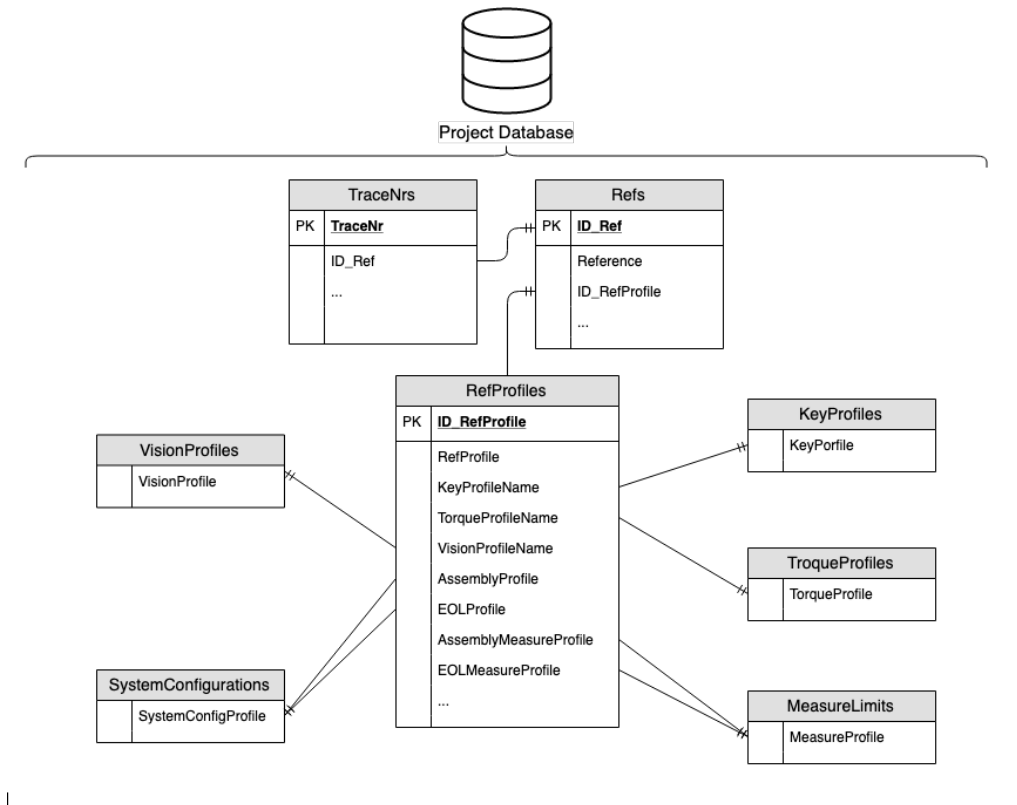 Project Database
TraceNrs
PK TraceNr
ID_Ref
...
Refs
PK ID_Ref
Reference
ID_RefProfile
...
RefProfiles
PK ID_RefProfile
RefProfile
KeyProfileName
TorqueProfileName
VisionProfileName
AssemblyProfile
EOLProfile
AssemblyMeasureProfile
EOLMeasureProfile
...
VisionProfiles
VisionProfile
SystemConfigurations
SystemConfigProfile
KeyProfiles
KeyPorfile
TroqueProfiles
TorqueProfile
MeasureLimits
MeasureProfile